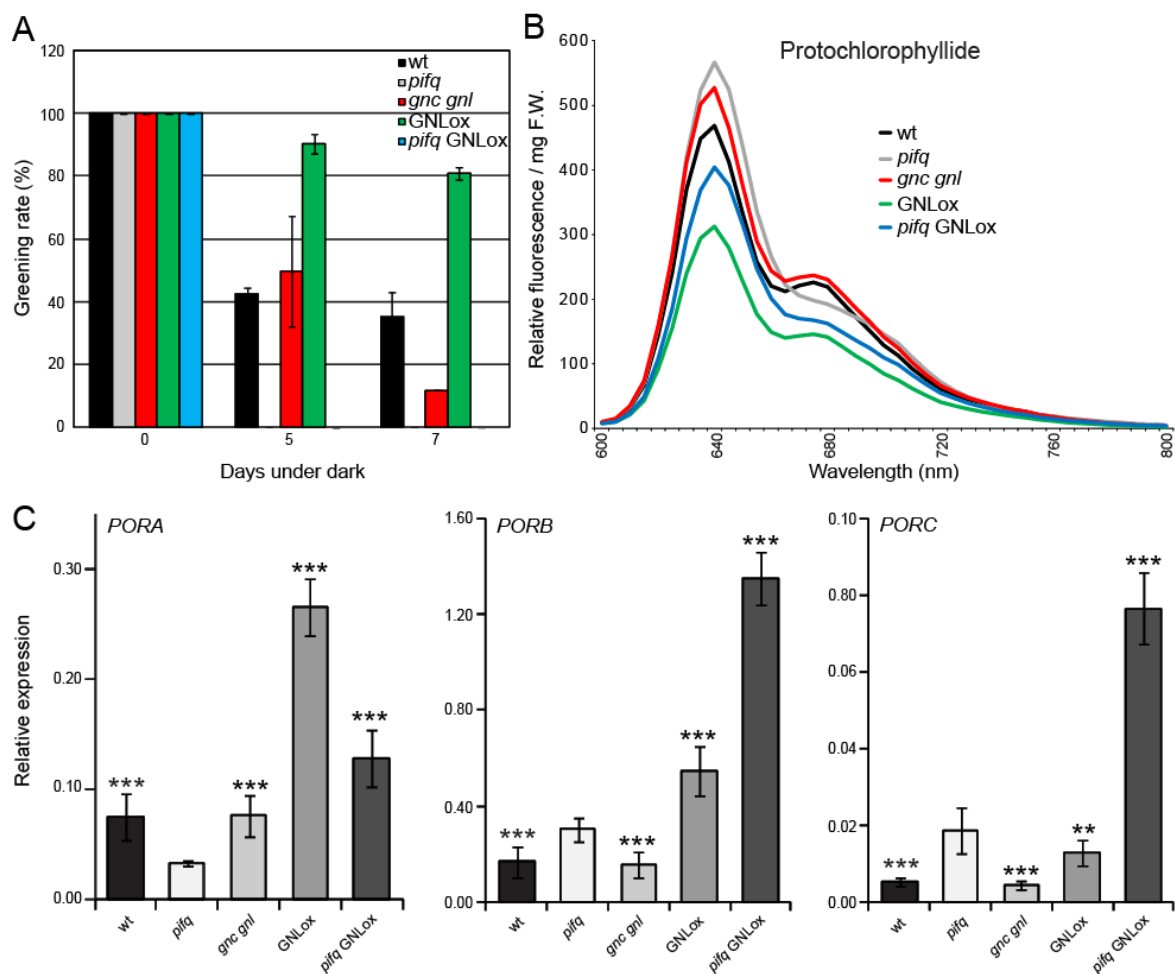 A
120
100
80
60
40
20
0
Greening rate (%)
wt
pifq
gnc gnl
GNLox
pifq GNLox
0
5
7
Days under dark
B
Protochlorophyllide
600
500
400
300
200
100
0
Relative fluorescence / mg F.W.
wt
pifq
gnc gnl
GNLox
pifq GNLox
600
640
680
720
760
800
Wavelength (nm)
C
PORA
Relative expression
0.30
0.20
0.10
0.00
***
***
***
***
wt
pifq
gnc gnl
GNLox
pifq GNLox
PORB
1.60
1.20
0.80
0.40
0.00
***
***
***
***
wt
pifq
gnc gnl
GNLox
pifq GNLox
PORC
0.10
0.80
0.06
0.04
0.02
0.00
***
***
**
***
wt
pifq
gnc gnl
GNLox
pifq GNLox